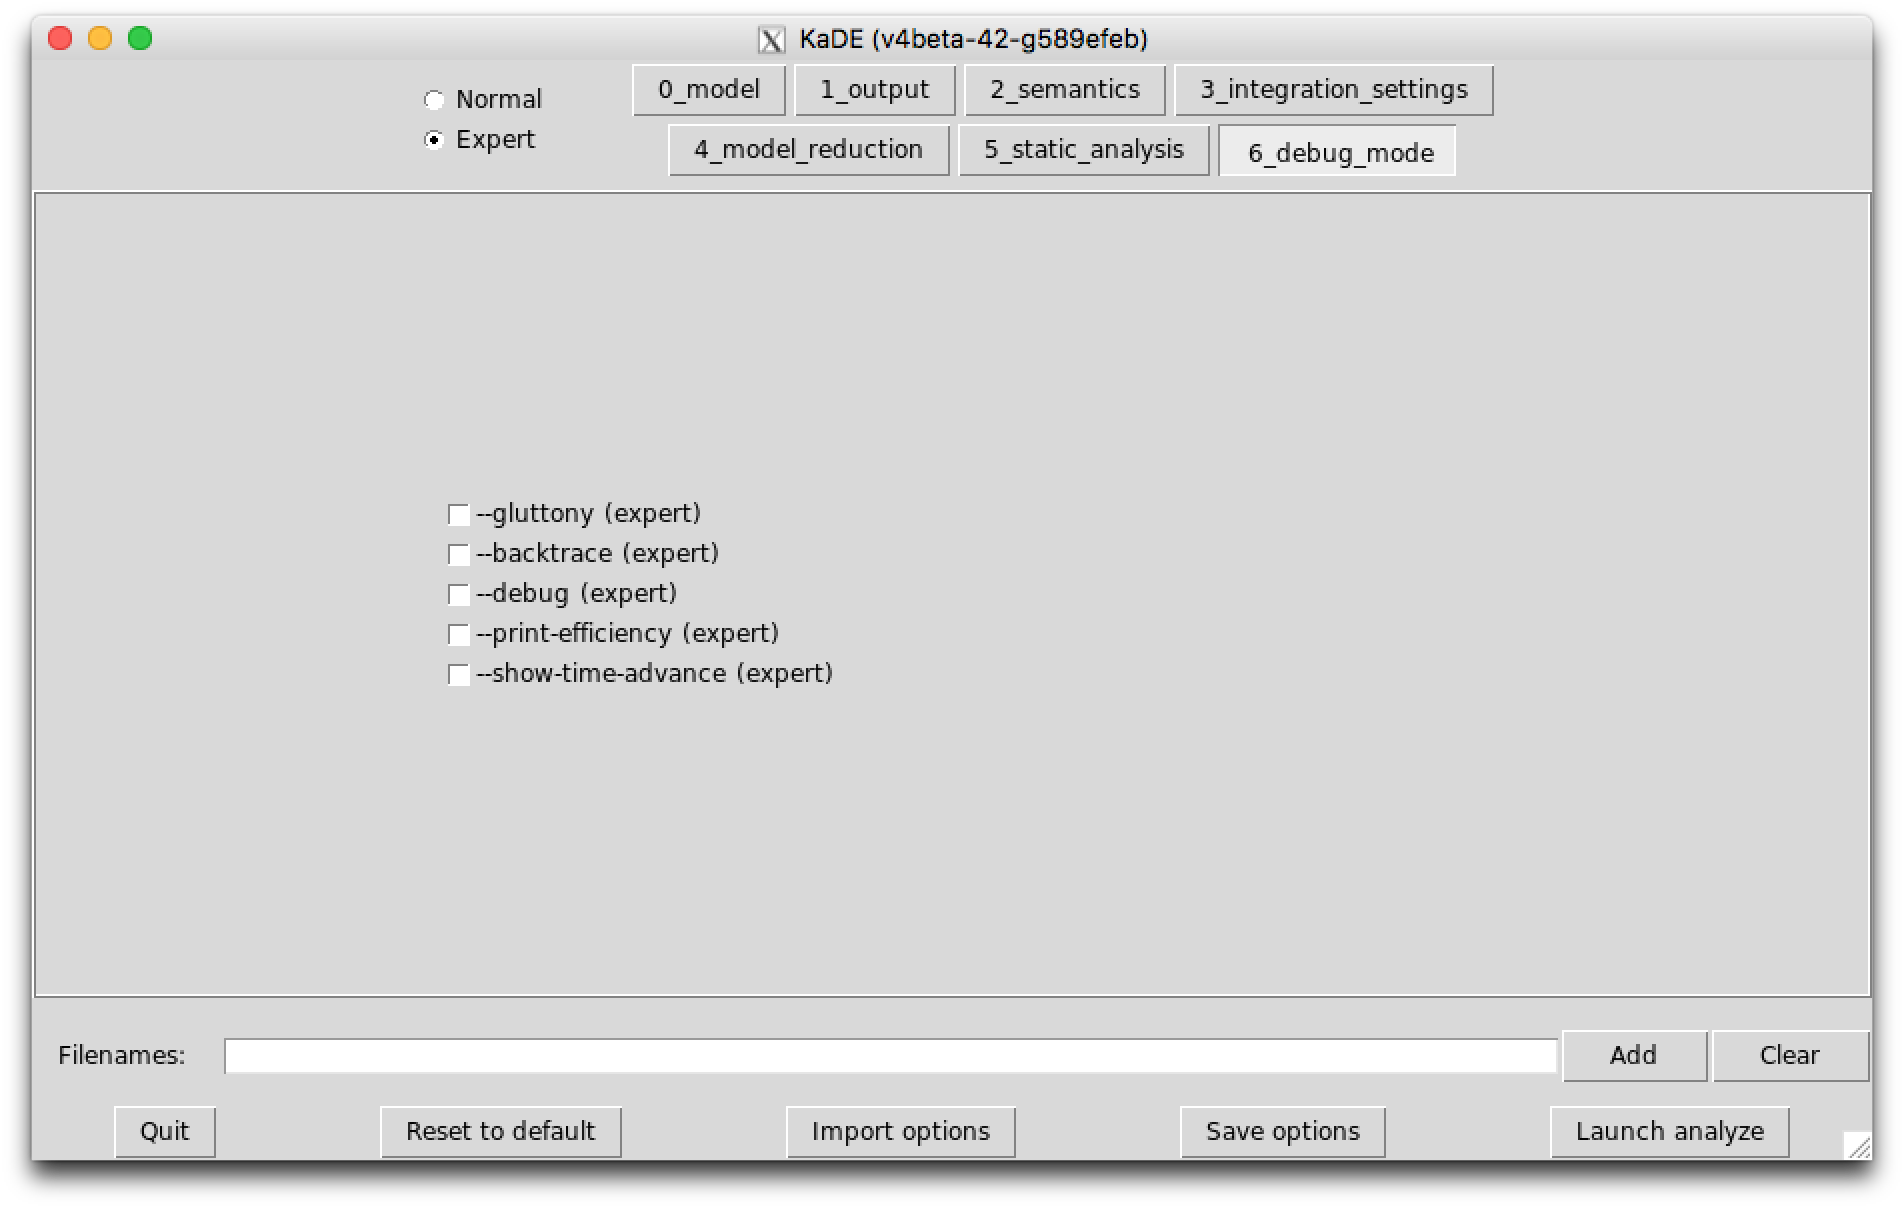 KaDE (v4beta-42-g589efeb)
Normal
Expert
0_model 1_output 2_semantics 3_integration_settings
4_model_reduction 5_static_analysis 6_debug_mode
--gluttony (expert)
--backtrace (expert)
--debug (expert)
--print-efficiency (expert)
--show-time-advance (expert)
Filenames: Add Clear
Quit Reset to default Import options Save options Launch analyze